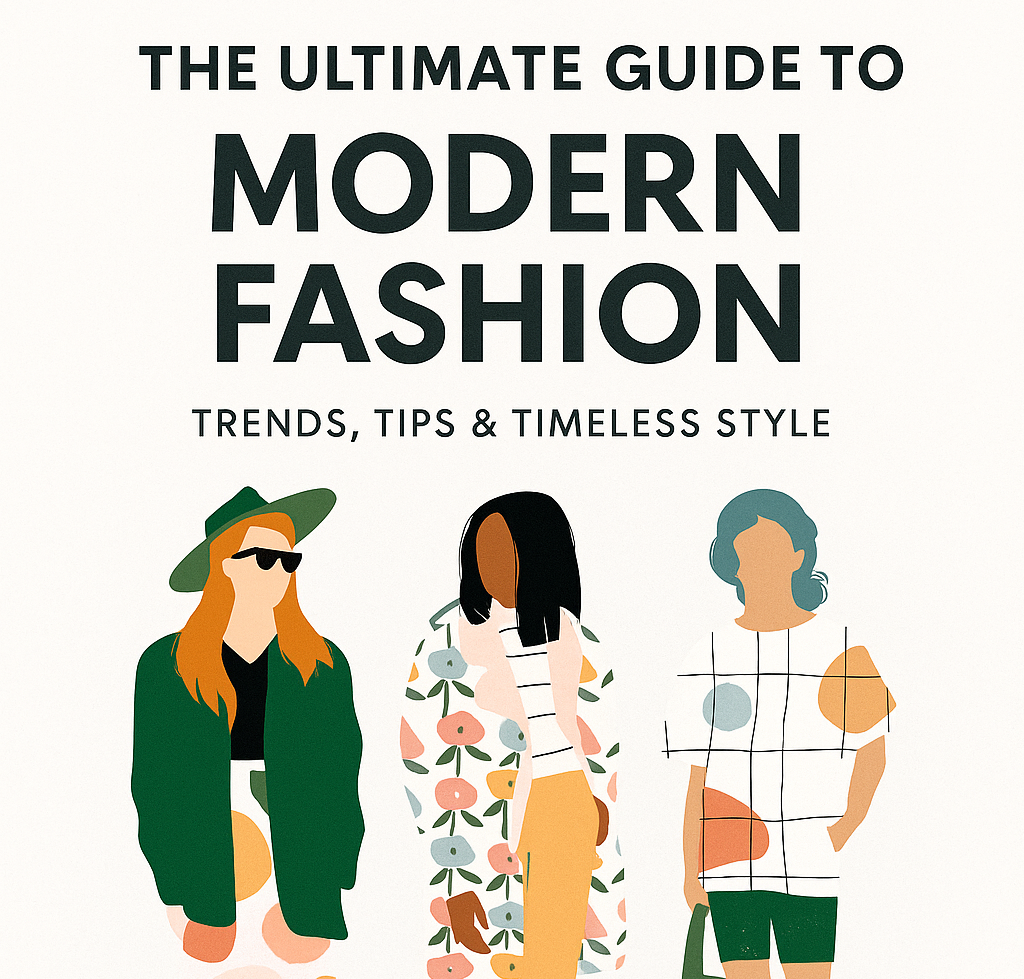 THE ULTIMATE GUIDE TO
MODERN
FASHION
TRENDS, TIPS & TIMELESS STYLE